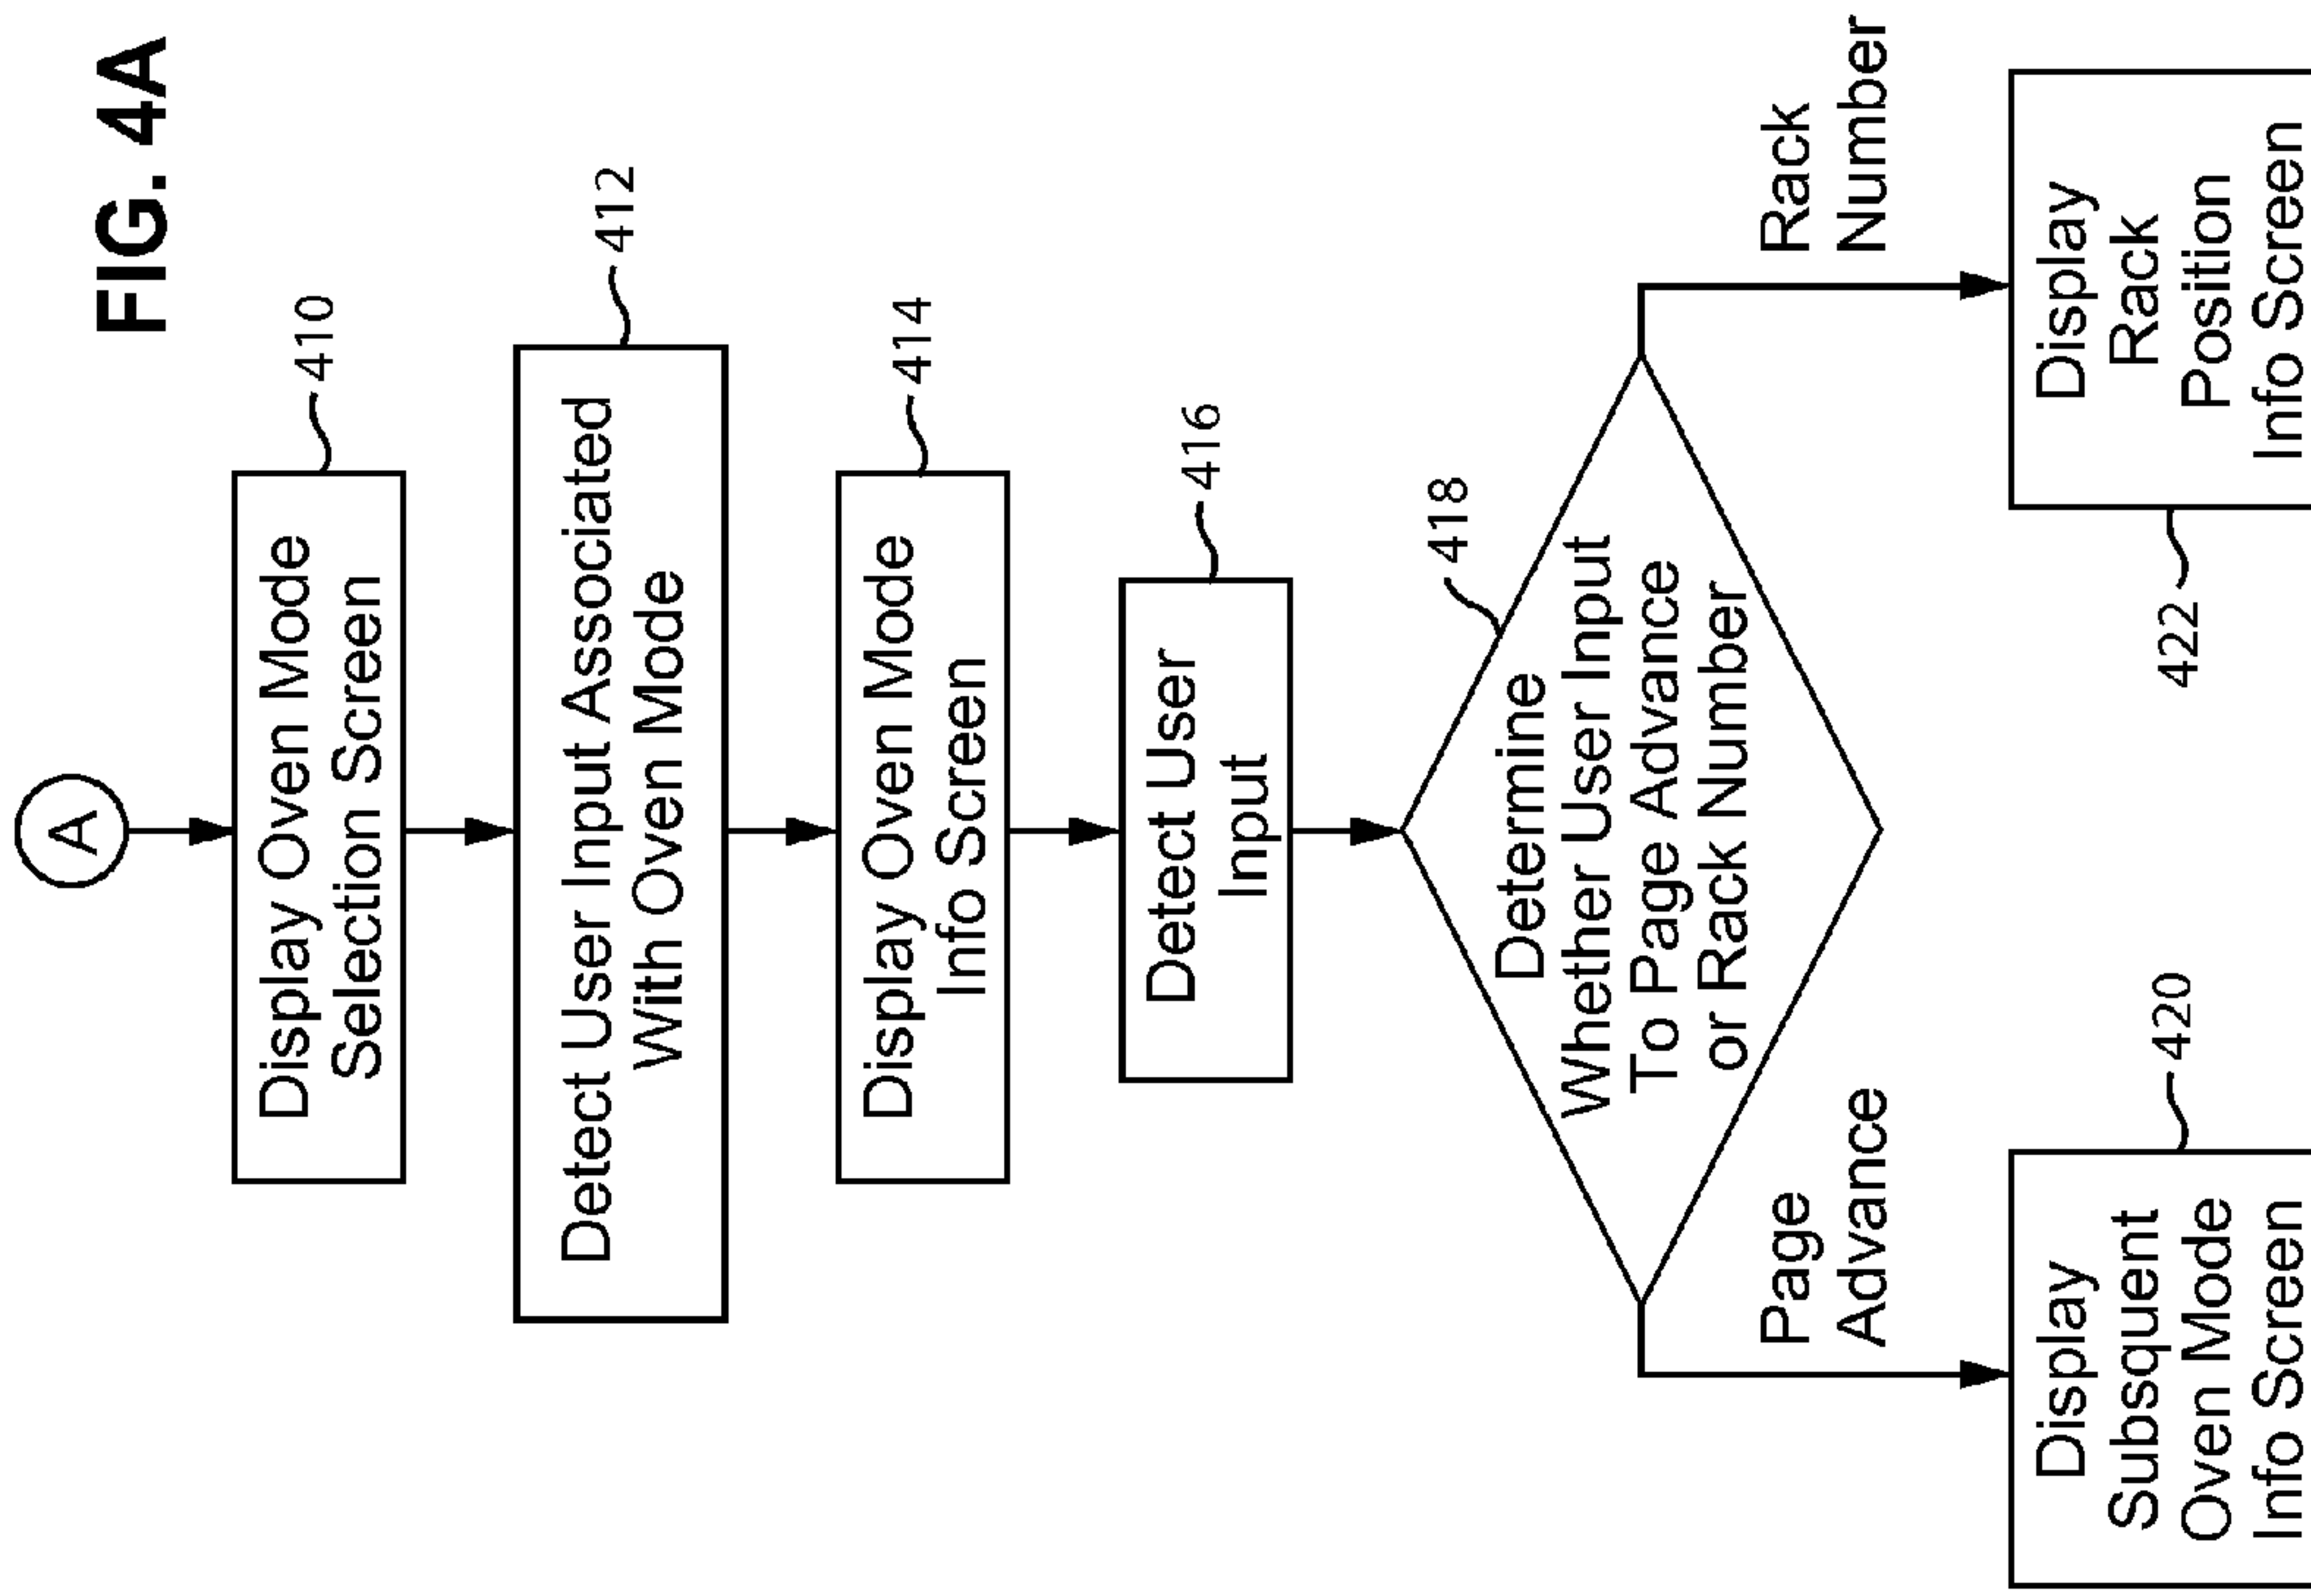 FIG. 4A
A
Display Oven Mode
Selection Screen
410
Detect User Input Associated
With Oven Mode
412
Display Oven Mode
Info Screen
414
Detect User
Input
416
Determine
Whether User Input
To Page Advance
or Rack Number
418
Page
Advance
Rack
Number
Display
Subsquent
Oven Mode
Info Screen
420
Display
Rack
Position
Info Screen
422